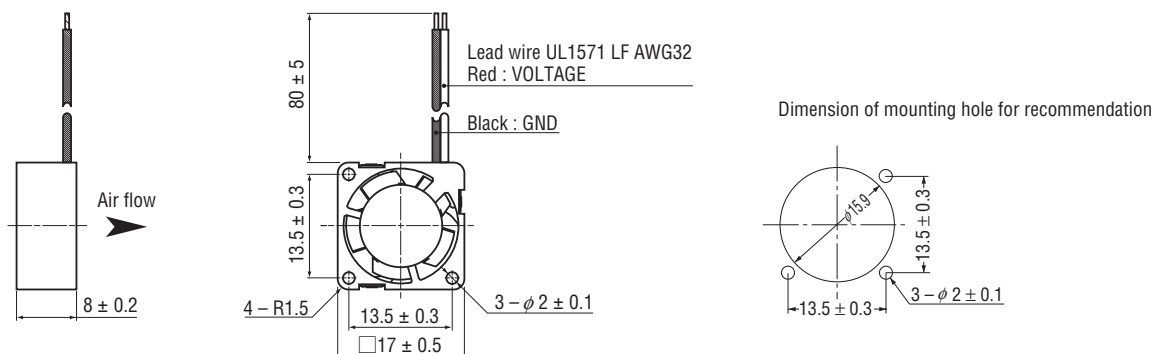 80 ± 5
Lead wire UL1571 LF AWG32
Red : VOLTAGE
Black : GND
Air flow
8 ± 0.2
13.5 ± 0.3
4 – R1.5
13.5 ± 0.3
□17 ± 0.5
3 – ϕ 2 ± 0.1
Dimension of mounting hole for recommendation
ϕ15.9
13.5 ± 0.3
3 – ϕ 2 ± 0.1
13.5 ± 0.3